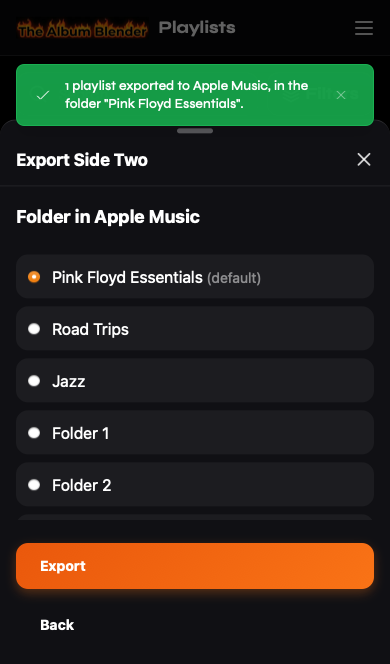 The Album Blender Playlists
1 playlist exported to Apple Music, in the
folder "Pink Floyd Essentials".
Export Side Two
Folder in Apple Music
Pink Floyd Essentials (default)
Road Trips
Jazz
Folder 1
Folder 2
Export
Back